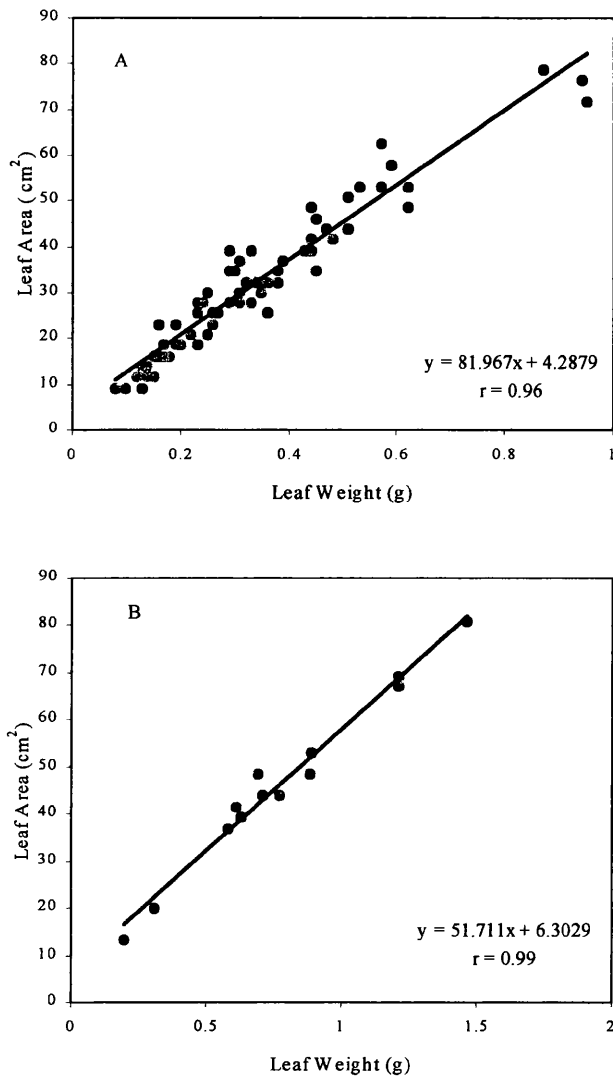 A
90
80
70
60
50
40
30
20
10
0
Leaf Area ( cm²)
y = 81.967x + 4.2879
r = 0.96
0 0.2 0.4 0.6 0.8 1
Leaf Weight (g)
B
90
80
70
60
50
40
30
20
10
0
Leaf Area (cm²)
y = 51.711x + 6.3029
r = 0.99
0 0.5 1 1.5 2
Leaf Weight (g)